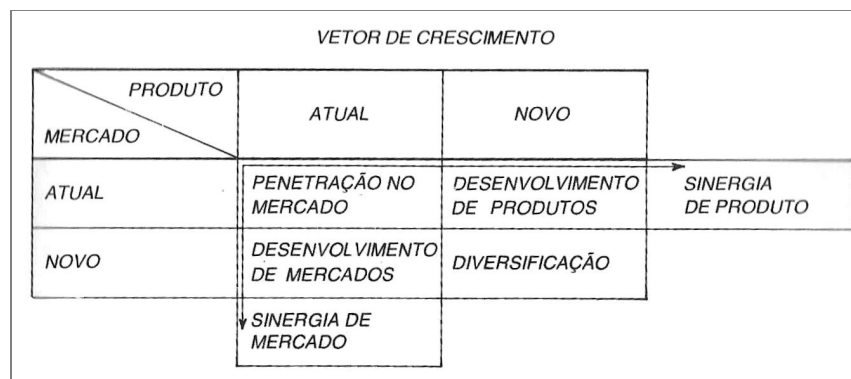 VETOR DE CRESCIMENTO
PRODUTO
MERCADO
ATUAL
NOVO
ATUAL
PENETRAÇÃO NO
MERCADO
DESENVOLVIMENTO
DE PRODUTOS
SINERGIA
DE PRODUTO
NOVO
DESENVOLVIMENTO
DE MERCADOS
DIVERSIFICAÇÃO
SINERGIA DE
MERCADO